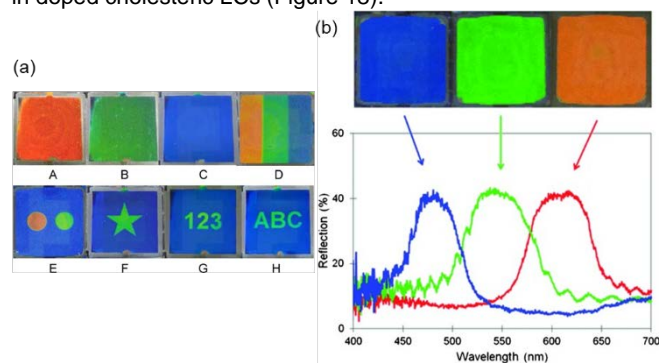 in doped cholesteric LCs (Figure 18).
(a)
A B C D
E F G H
123
ABC
(b)
60
40
20
0
Reflection (%)
400 450 500 550 600 650 700
Wavelength (nm)